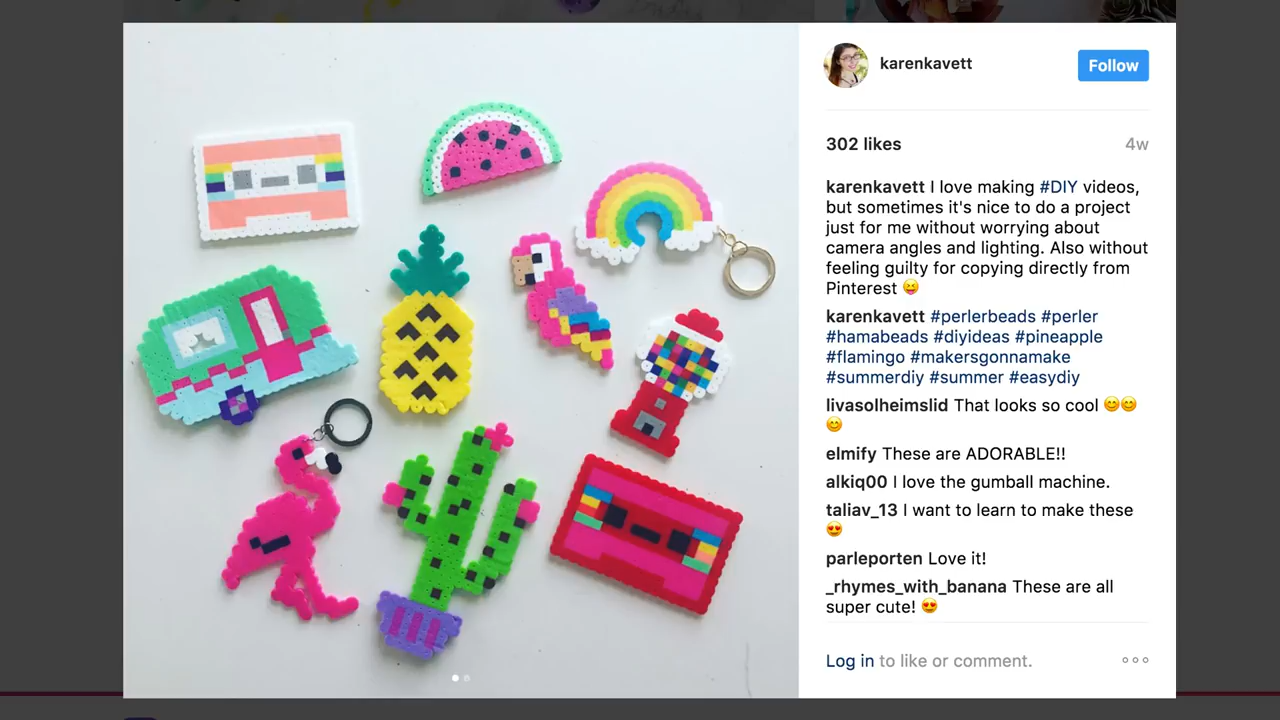 karenkavett
Follow
302 likes
4w
karenkavett I love making #DIY videos,
but sometimes it's nice to do a project
just for me without worrying about
camera angles and lighting. Also without
feeling guilty for copying directly from
Pinterest 😝
karenkavett #perlerbeads #perler
#hamabeads #diyideas #pineapple
#flamingo #makersgonnamake
#summerdiy #summer #easydiy
livasolheimslid That looks so cool 😊😊
😊
elmify These are ADORABLE!!
alkiq00 I love the gumball machine.
taliav_13 I want to learn to make these
😍
parleporten Love it!
_rhymes_with_banana These are all
super cute! 😍
Log in to like or comment.